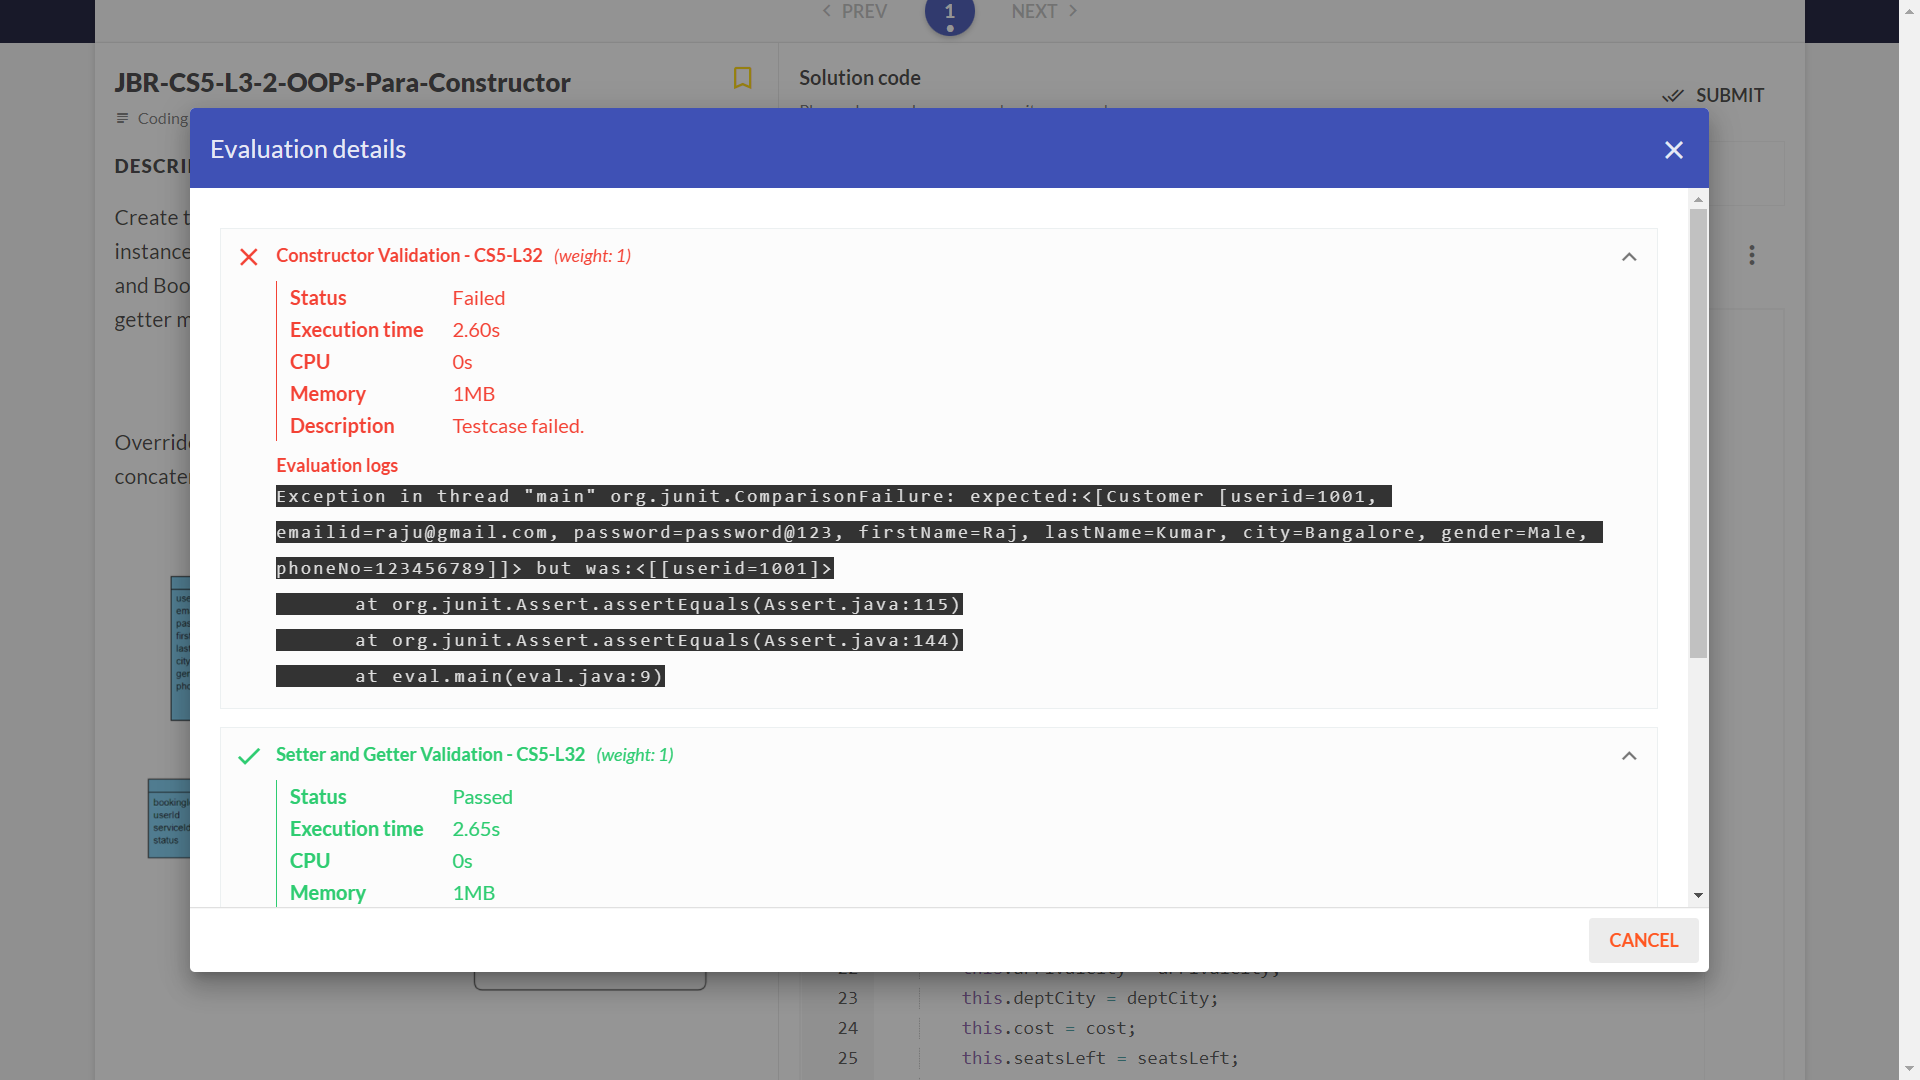 PREV
1
NEXT
JBR-CS5-L3-2-OOPs-Para-Constructor
Solution code
SUBMIT
Coding
Evaluation details
Create t
instance
and Boo
getter m
Constructor Validation - CS5-L32 (weight: 1)
Status Failed
Execution time 2.60s
CPU 0s
Memory 1MB
Description Testcase failed.
Evaluation logs
Exception in thread "main" org.junit.ComparisonFailure: expected:<[Customer [userid=1001,
emailid=raju@gmail.com, password=password@123, firstName=Raj, lastName=Kumar, city=Bangalore, gender=Male,
phoneNo=123456789]]> but was:<[[userid=1001]>
at org.junit.Assert.assertEquals(Assert.java:115)
at org.junit.Assert.assertEquals(Assert.java:144)
at eval.main(eval.java:9)
Overrid
concate
Setter and Getter Validation - CS5-L32 (weight: 1)
Status Passed
Execution time 2.65s
CPU 0s
Memory 1MB
bookingI
userId
serviceId
status
CANCEL
23 this.deptCity = deptCity;
24 this.cost = cost;
25 this.seatsLeft = seatsLeft;